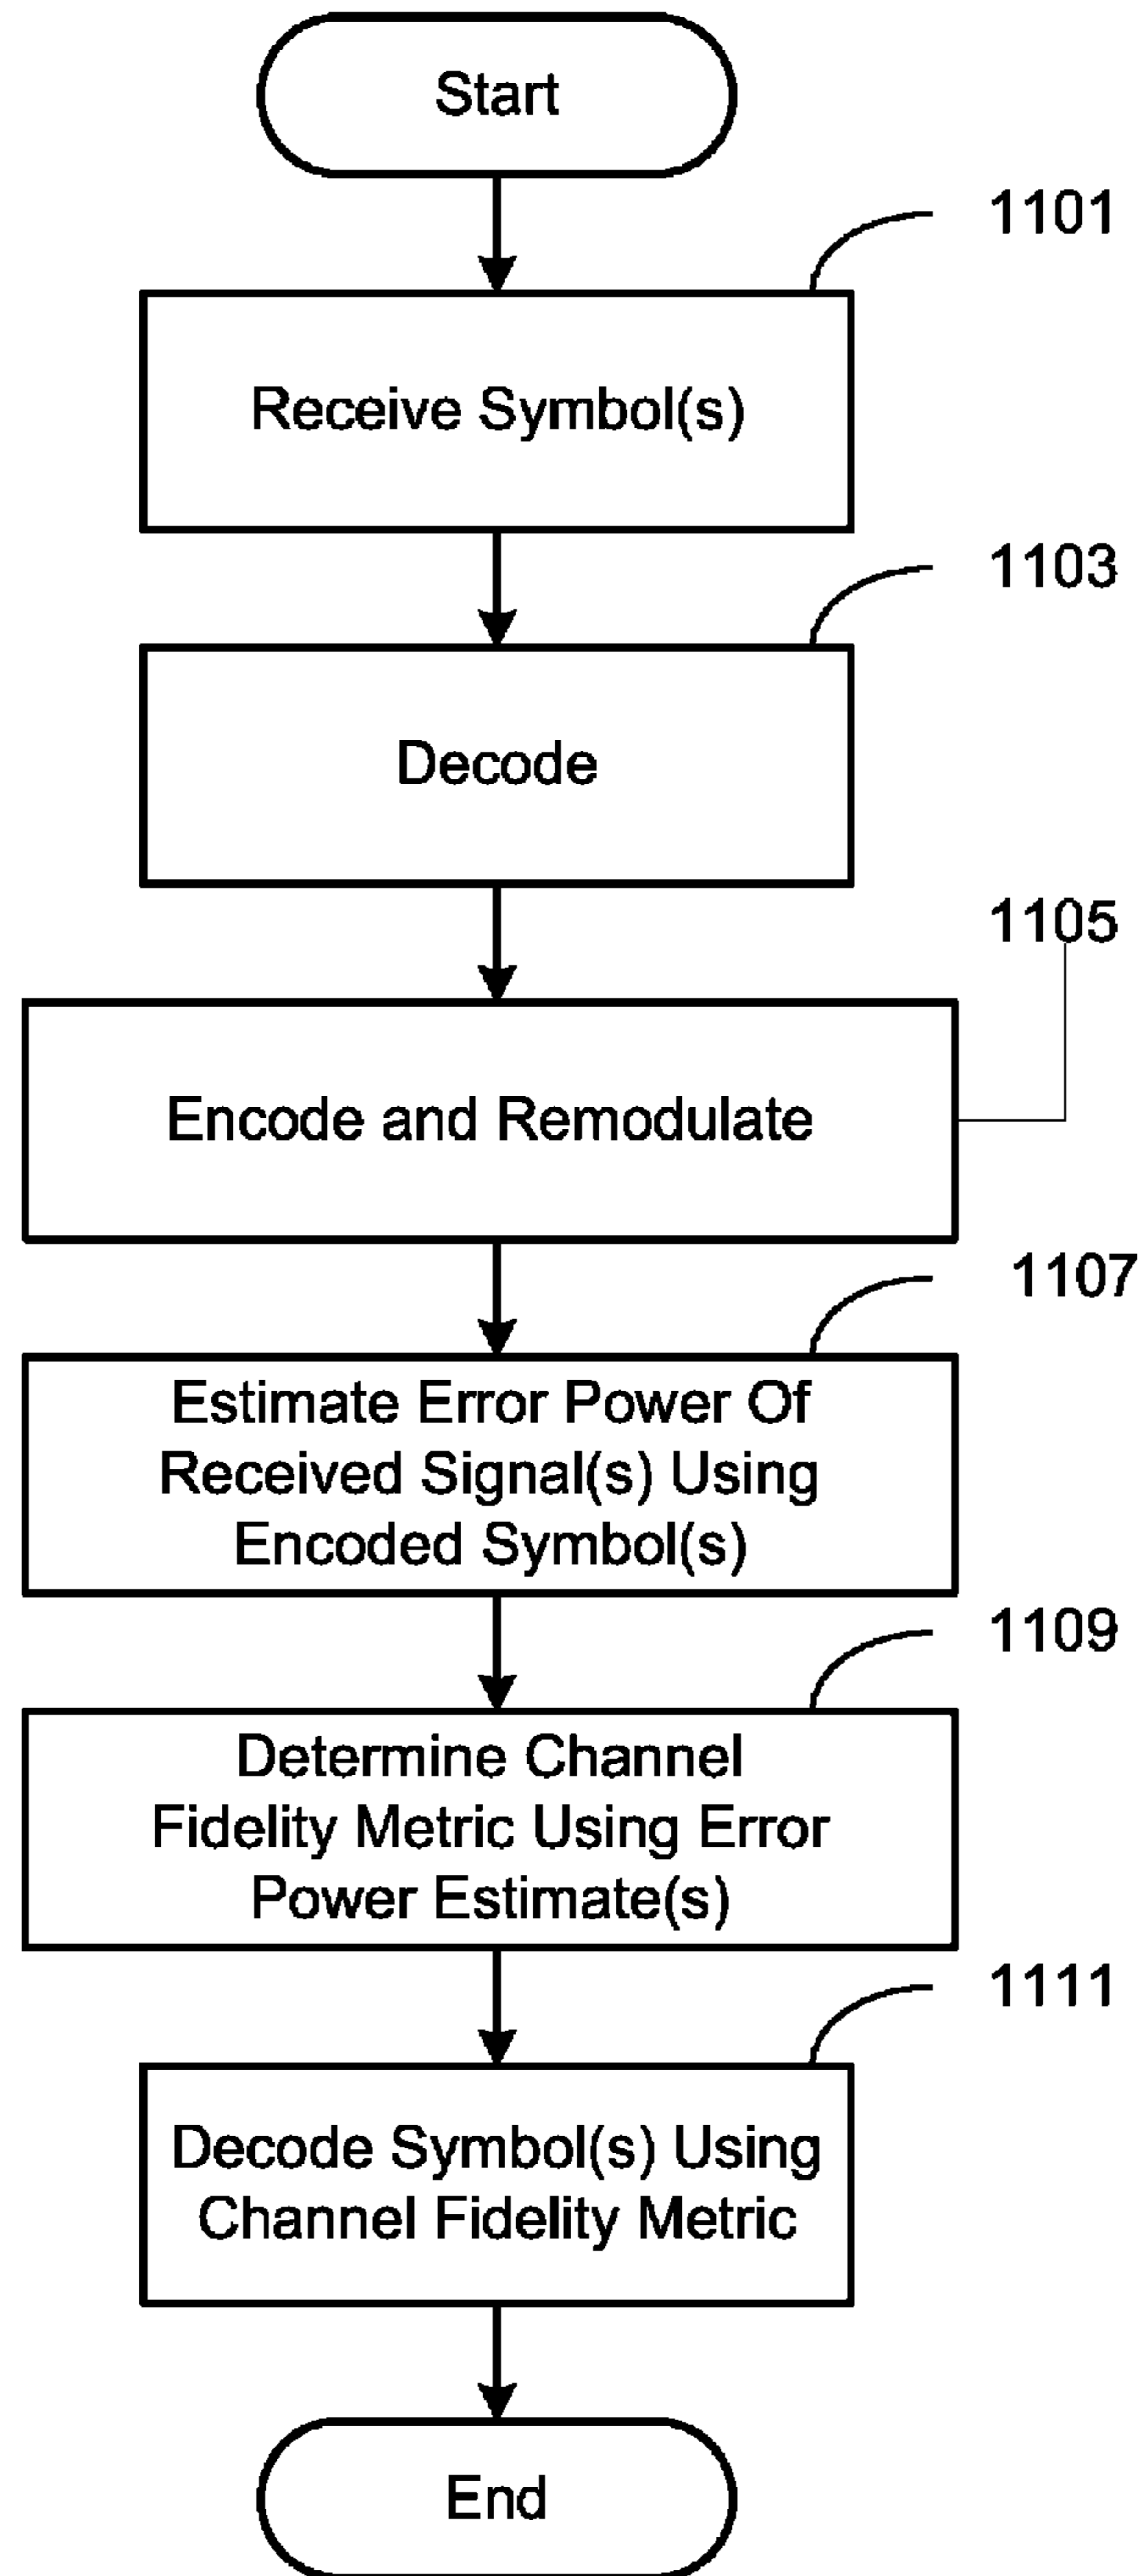 Start
1101
Receive Symbol(s)
1103
Decode
1105
Encode and Remodulate
1107
Estimate Error Power Of
Received Signal(s) Using
Encoded Symbol(s)
1109
Determine Channel
Fidelity Metric Using Error
Power Estimate(s)
1111
Decode Symbol(s) Using
Channel Fidelity Metric
End